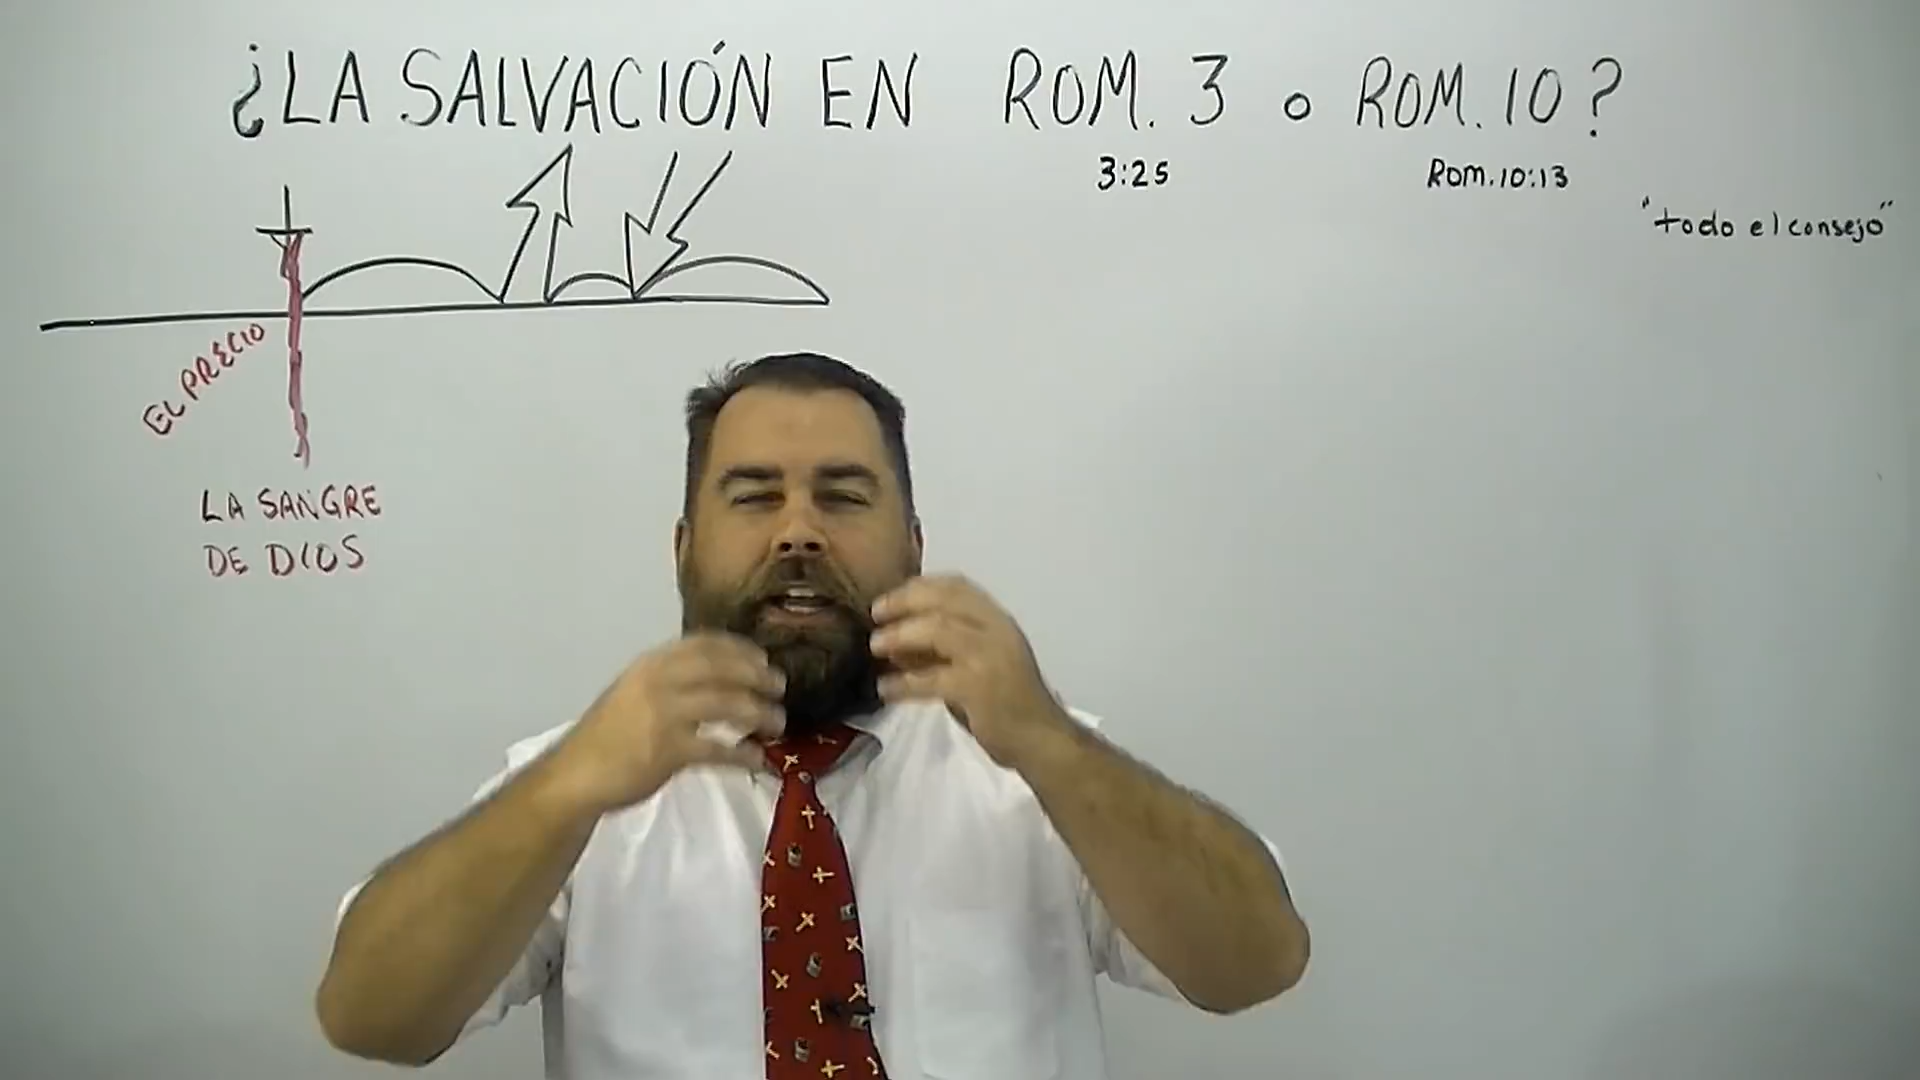 ¿LA SALVACIÓN EN ROM. 3 o ROM. 10?
3:25
Rom. 10:13
"todo el consejo"
EL PRECIO
LA SANGRE
DE DIOS